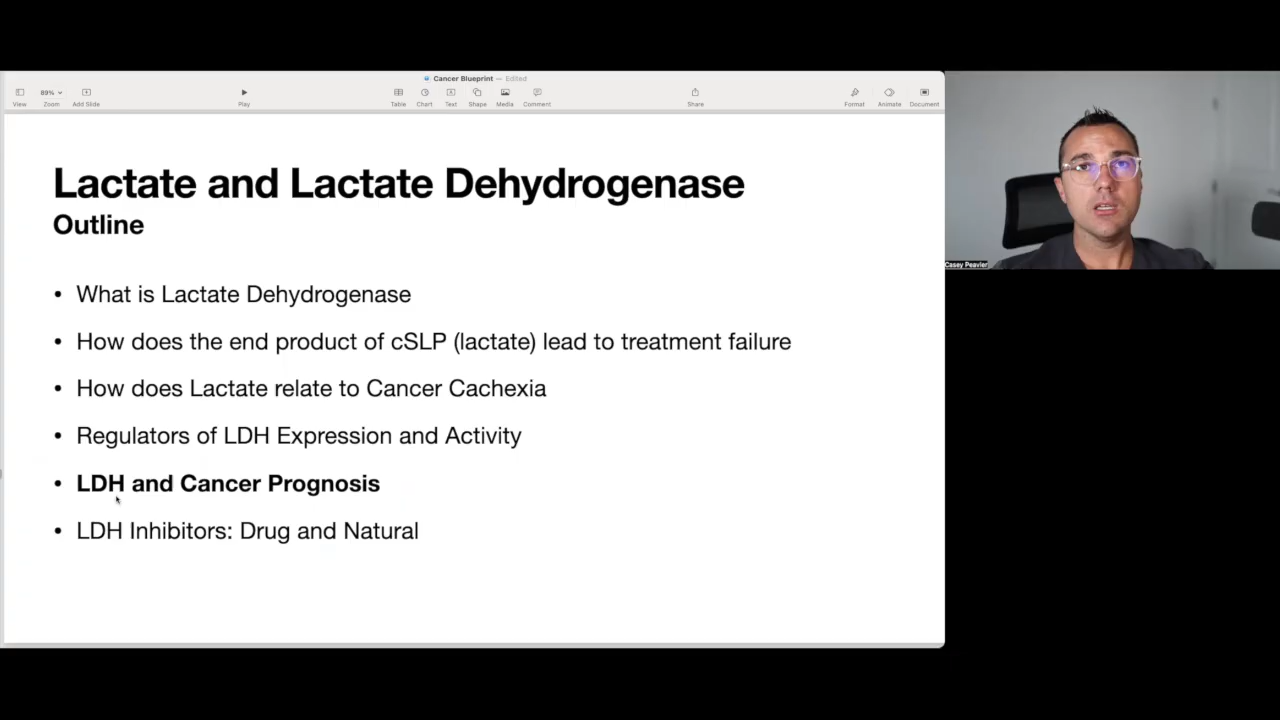 Cancer Blueprint — Edited
View
89%
Zoom
Add Slide
Play
Table
Chart
Text
Shape
Media
Comment
Share
Format
Animate
Document
Lactate and Lactate Dehydrogenase
Outline
• What is Lactate Dehydrogenase
• How does the end product of cSLP (lactate) lead to treatment failure
• How does Lactate relate to Cancer Cachexia
• Regulators of LDH Expression and Activity
• LDH and Cancer Prognosis
• LDH Inhibitors: Drug and Natural
Casey Peavler